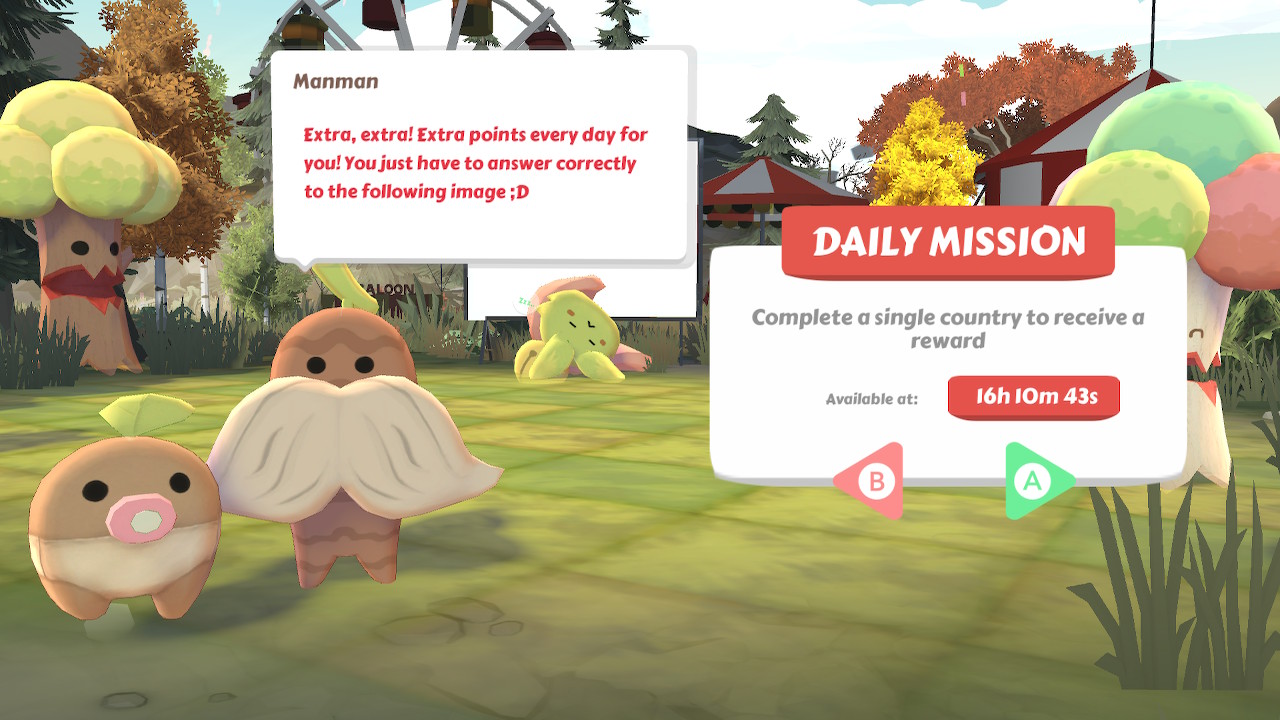 Manman
Extra, extra! Extra points every day for
you! You just have to answer correctly
to the following image ;D
DAILY MISSION
Complete a single country to receive a
reward
Available at:
16h 10m 43s
B
A